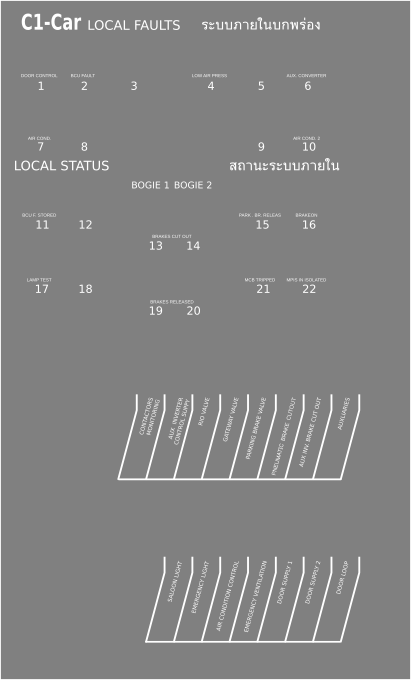 C1-Car LOCAL FAULTS ระบบภายในบกพร่อง
DOOR CONTROL BCU FAULT LOW AIR PRESS AUX. CONVERTER
1 2 3 4 5 6
AIR COND. AIR COND. 2
7 8 9 10
LOCAL STATUS สถานะระบบภายใน
BOGIE 1 BOGIE 2
BCU F. STORED PARK. BR. RELEAS BRAKEON
11 12 15 16
BRAKES CUT OUT
13 14
LAMP TEST MCB TRIPPED MPIS IN ISOLATED
17 18 21 22
BRAKES RELEASED
19 20
CONTACTORS
MONITORING
AUX. INVERTER
CONTROL SUPPY
RIO VALVE
GATEWAY VALVE
PARKING BRAKE VALVE
PNEUMATIC BRAKE CUTOUT
AUX INV. BRAKE CUT OUT
AUXLIARIES
SALOON LIGHT
EMERGENCY LIGHT
AIR CONDITION CONTROL
EMERGENCY VENTILATION
DOOR SUPPLY 1
DOOR SUPPLY 2
DOOR LOOP